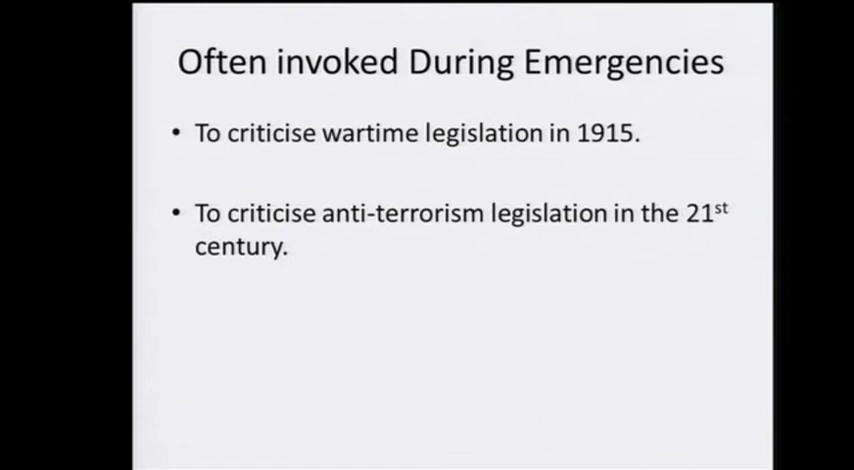 Often invoked During Emergencies
• To criticise wartime legislation in 1915.
• To criticise anti-terrorism legislation in the 21st
century.